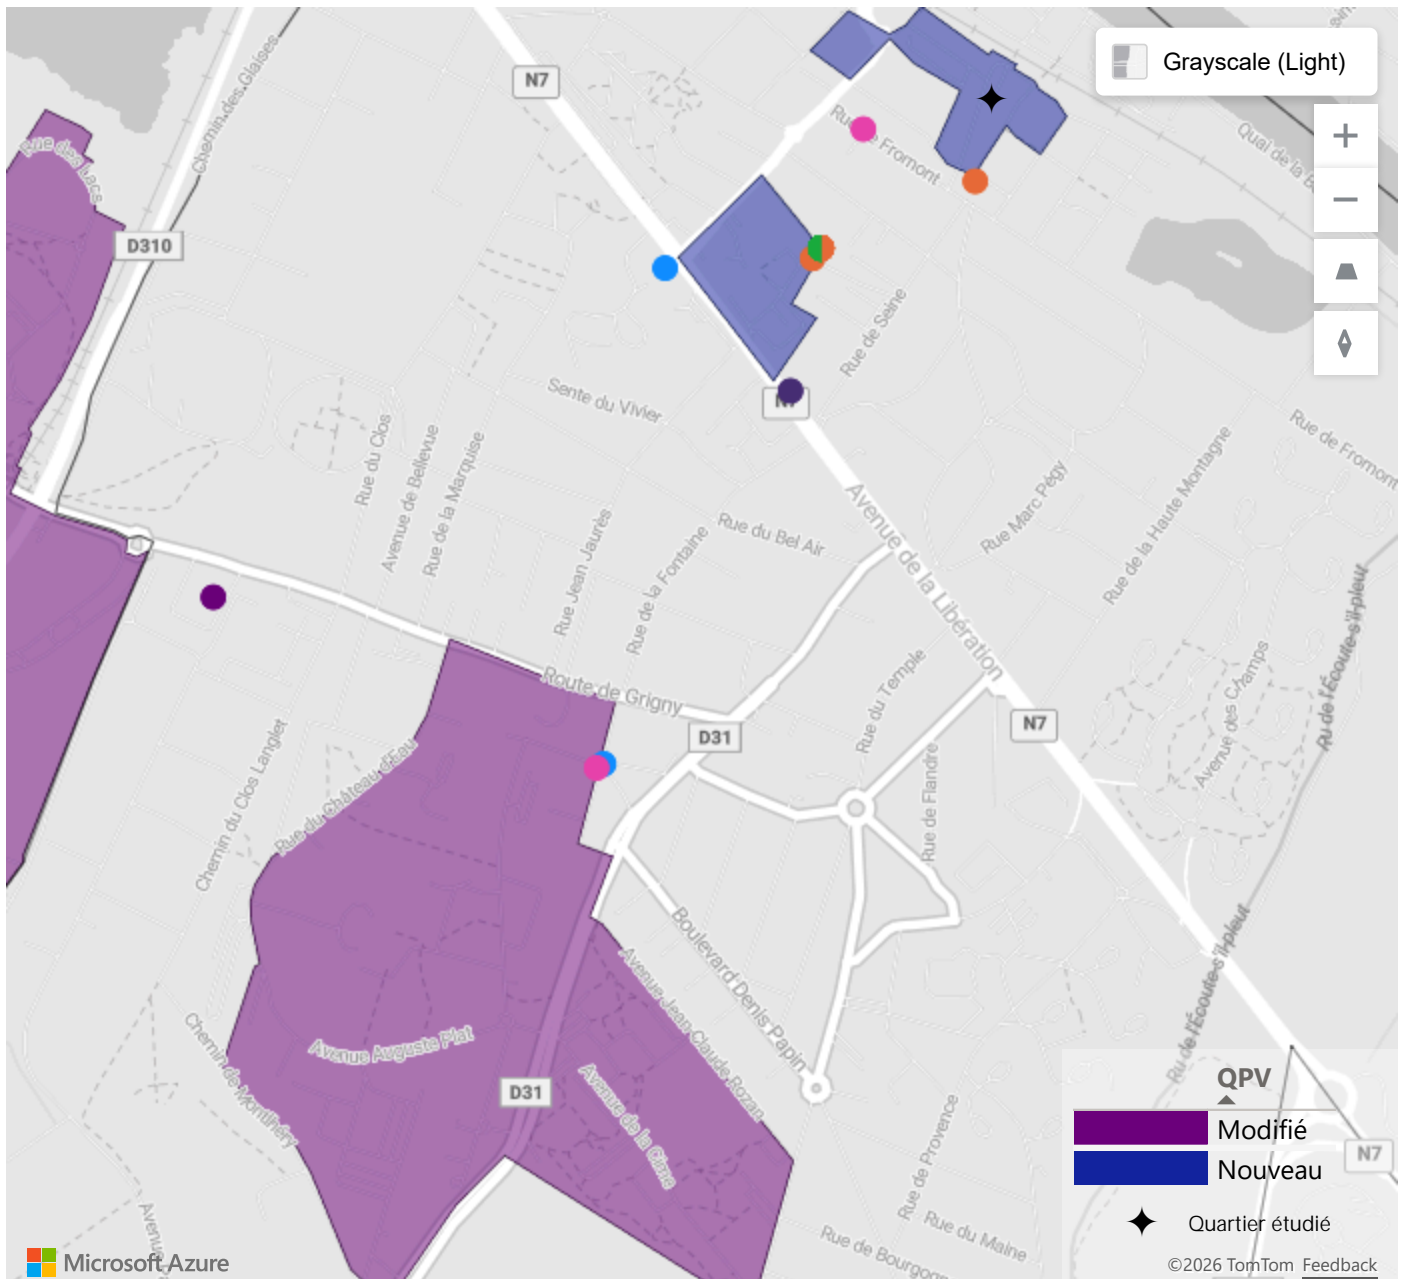 N7
Grayscale (Light)
Chemin des Glaises
Rue de Fromont
Quai de la B
Rue des Lacs
D310
Rue de Seine
Sente du Vivier
N7
Rue du Clos
Avenue de Bellevue
Rue de la Marquise
Rue de Fromont
Rue de la Haute Montagne
Rue Marc Pégy
Avenue de la Libération
Rue du Bel Air
Rue Jean Jaurès
Rue de la Fontaine
Ru de l'Écoute-s'il-pleut
Route de Grigny
Rue du Temple
Avenue des Champs
D31
N7
Rue de Flandre
Chemin du Clos Langlet
Rue du Château d'Eau
Boulevard Denis Papin
Avenue Jean-Claude Rozan
Ru de l'Écoute-s'il-pleut
Chemin de Montlhéry
Avenue Auguste Plat
D31
Avenue de la Cime
Rue de Provence
Rue du Maine
Rue de Bourgogne
Avenue
QPV
Modifié
Nouveau
N7
Quartier étudié
Microsoft Azure
©2026 TomTom Feedback